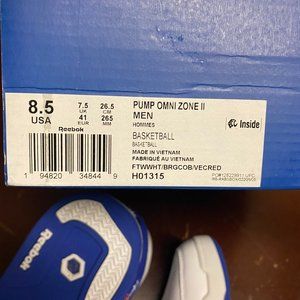 8.5
USA
7.5
UK
26.5
CM
41
EUR
265
MM
Reebok
PUMP OMNI ZONE II
MEN
HOMMES
BASKETBALL
BASKETBALL
MADE IN VIETNAM
FABRIQUÉ AU VIETNAM
FTWWHT/BRGCOB/VECRED
H01315
Inside
1 94820 34844 9
Reebok